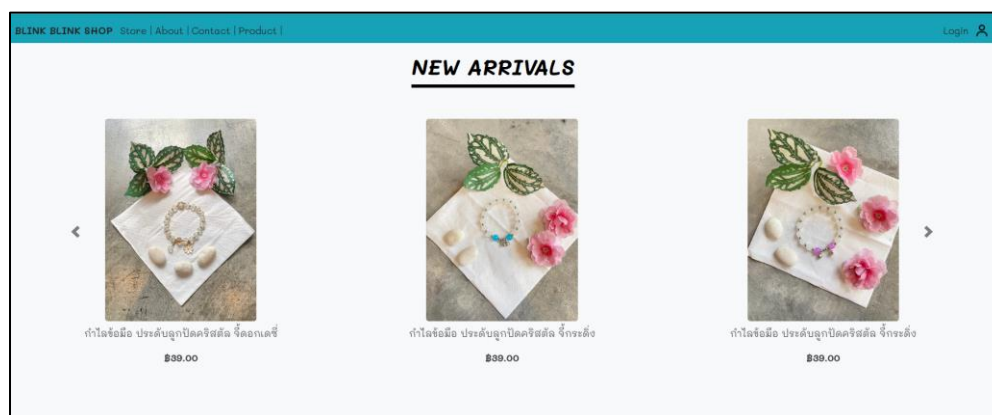 BLINK BLINK SHOP Store | About | Contact | Product |
Login
NEW ARRIVALS
กำไลข้อมือ ประดับลูกปัดคริสตัล จี้ดอกเดซี่
฿39.00
กำไลข้อมือ ประดับลูกปัดคริสตัล จี้กระดิ่ง
฿39.00
กำไลข้อมือ ประดับลูกปัดคริสตัล จี้กระดิ่ง
฿39.00